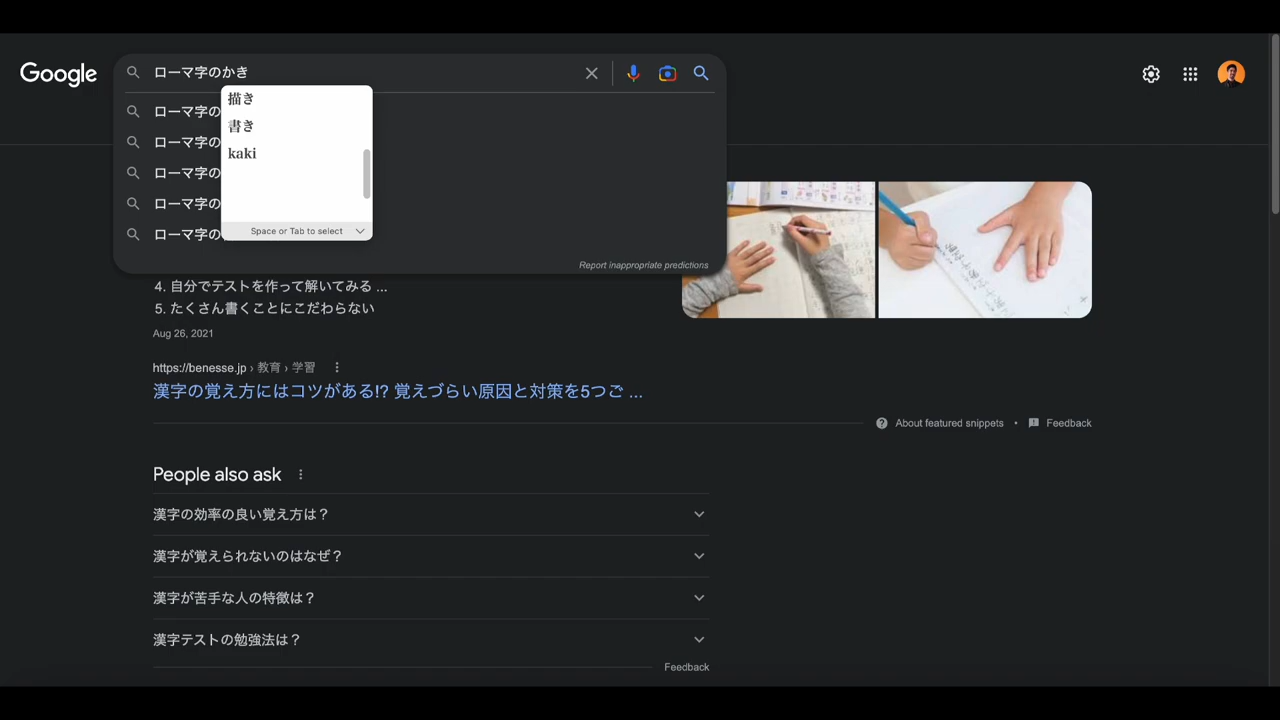 Google
ローマ字のかき
描き
書き
kaki
Space or Tab to select
ローマ字の
ローマ字の
ローマ字の
ローマ字の
ローマ字の
Report inappropriate predictions
4. 自分でテストを作って解いてみる ...
5. たくさん書くことにこだわらない
Aug 26, 2021
https://benesse.jp › 教育 › 学習
漢字の覚え方にはコツがある!? 覚えづらい原因と対策を5つご ...
About featured snippets • Feedback
People also ask
漢字の効率の良い覚え方は？
漢字が覚えられないのはなぜ？
漢字が苦手な人の特徴は？
漢字テストの勉強法は？
Feedback